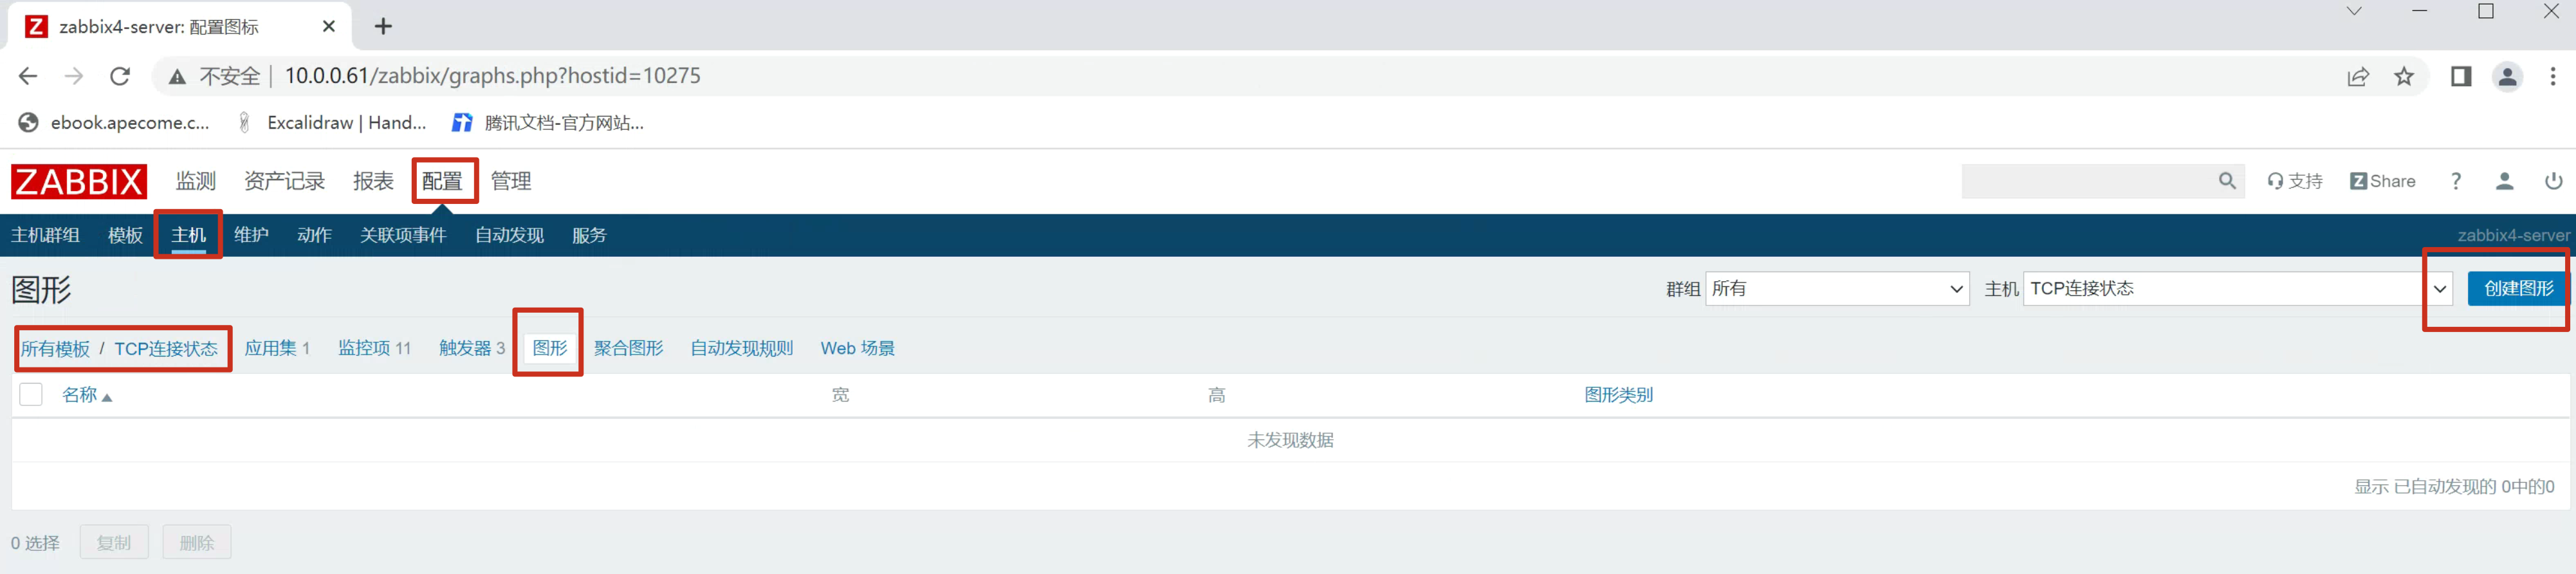 Z zabbix4-server: 配置图标
不安全 | 10.0.0.61/zabbix/graphs.php?hostid=10275
ebook.apecome.c... Excalidraw | Hand... 腾讯文档-官方网站...
ZABBIX 监测 资产记录 报表 配置 管理 支持 Z Share ?
主机群组 模板 主机 维护 动作 关联项事件 自动发现 服务 zabbix4-server
图形 群组 所有 主机 TCP连接状态 创建图形
所有模板 / TCP连接状态 应用集 1 监控项 11 触发器 3 图形 聚合图形 自动发现规则 Web 场景
名称 宽 高 图形类别
未发现数据
显示 已自动发现的 0中的0
0 选择 复制 删除